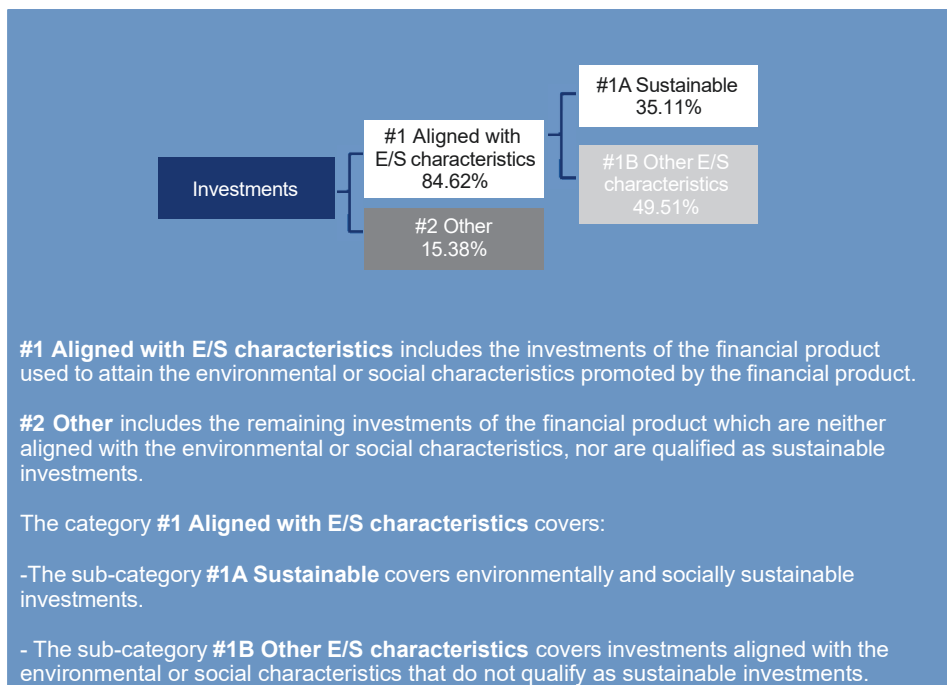 Investments
#1 Aligned with
E/S characteristics
84.62%
#2 Other
15.38%
#1A Sustainable
35.11%
#1B Other E/S
characteristics
49.51%
#1 Aligned with E/S characteristics includes the investments of the financial product
used to attain the environmental or social characteristics promoted by the financial product.
#2 Other includes the remaining investments of the financial product which are neither
aligned with the environmental or social characteristics, nor are qualified as sustainable
investments.
The category #1 Aligned with E/S characteristics covers:
-The sub-category #1A Sustainable covers environmentally and socially sustainable
investments.
- The sub-category #1B Other E/S characteristics covers investments aligned with the
environmental or social characteristics that do not qualify as sustainable investments.